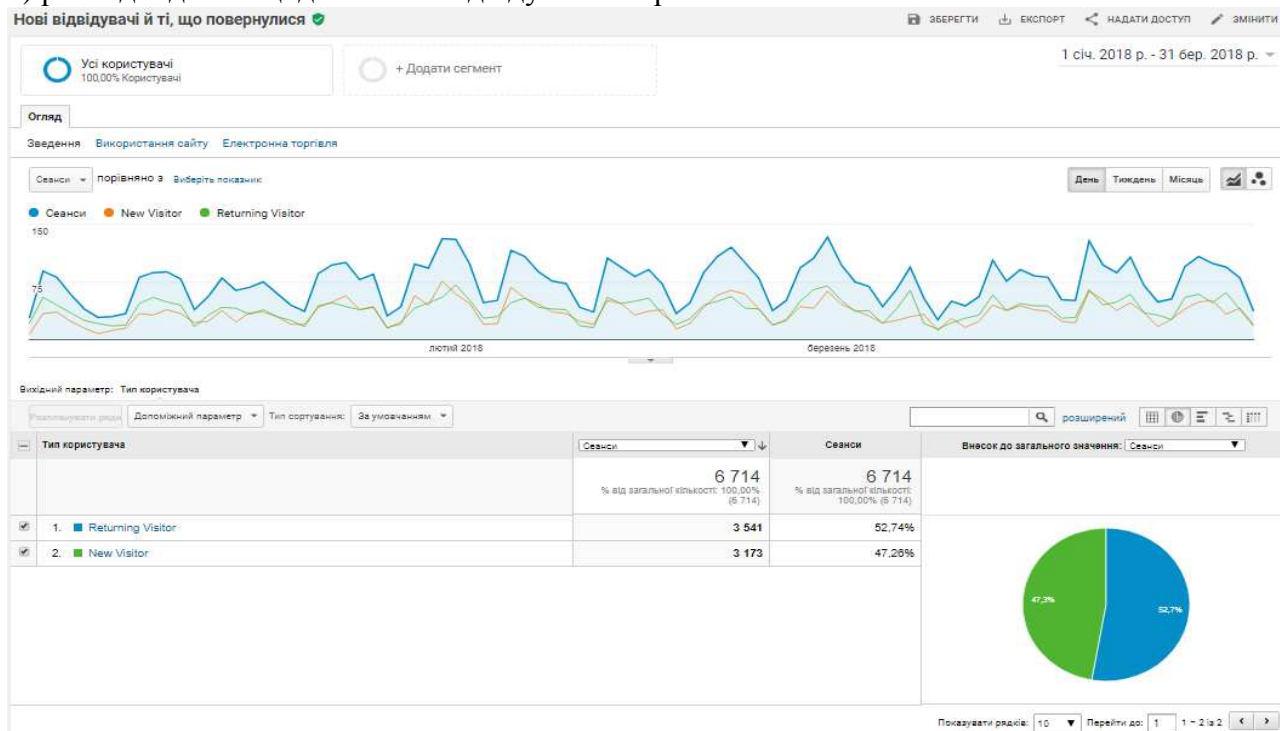 Нові відвідувачі й ті, що повернулися
ЗБЕРЕГТИ ЕКСПОРТ НАДАТИ ДОСТУП ЗМІНИТИ
1 січ. 2018 р. - 31 бер. 2018 р.
Усі користувачі
100,00% Користувачі
+ Додати сегмент
Огляд
Зведення Використання сайту Електронна торгівля
Сеанси порівняно з Виберіть показник
День Тиждень Місяць
Сеанси New Visitor Returning Visitor
150
75
лютий 2018 березень 2018
Вихідний параметр: Тип користувача
Допоміжний параметр Тип сортування: За умовчанням
розширений
Тип користувача Сеанси Сеанси Внесок до загального значення: Сеанси
6 714 6 714
% від загальної кількості: 100,00% (6 714) % від загальної кількості: 100,00% (6 714)
1. Returning Visitor 3 541 52,74%
2. New Visitor 3 173 47,26%
47,3% 52,7%
Показувати рядків: 10 Перейти до: 1 1 – 2 із 2